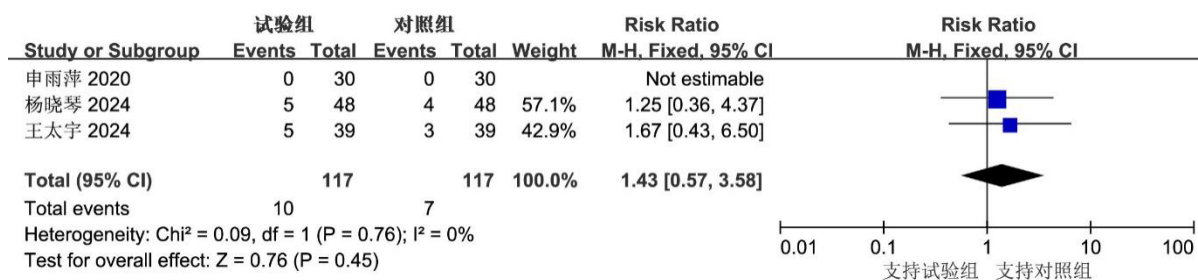 试验组 对照组 Risk Ratio Risk Ratio
Study or Subgroup Events Total Events Total Weight M-H, Fixed, 95% CI M-H, Fixed, 95% CI
申雨萍 2020 0 30 0 30 Not estimable
杨晓琴 2024 5 48 4 48 57.1% 1.25 [0.36, 4.37]
王太宇 2024 5 39 3 39 42.9% 1.67 [0.43, 6.50]
Total (95% CI) 117 117 100.0% 1.43 [0.57, 3.58]
Total events 10 7
Heterogeneity: Chi² = 0.09, df = 1 (P = 0.76); I² = 0%
Test for overall effect: Z = 0.76 (P = 0.45)
0.01 0.1 1 10 100
支持试验组 支持对照组